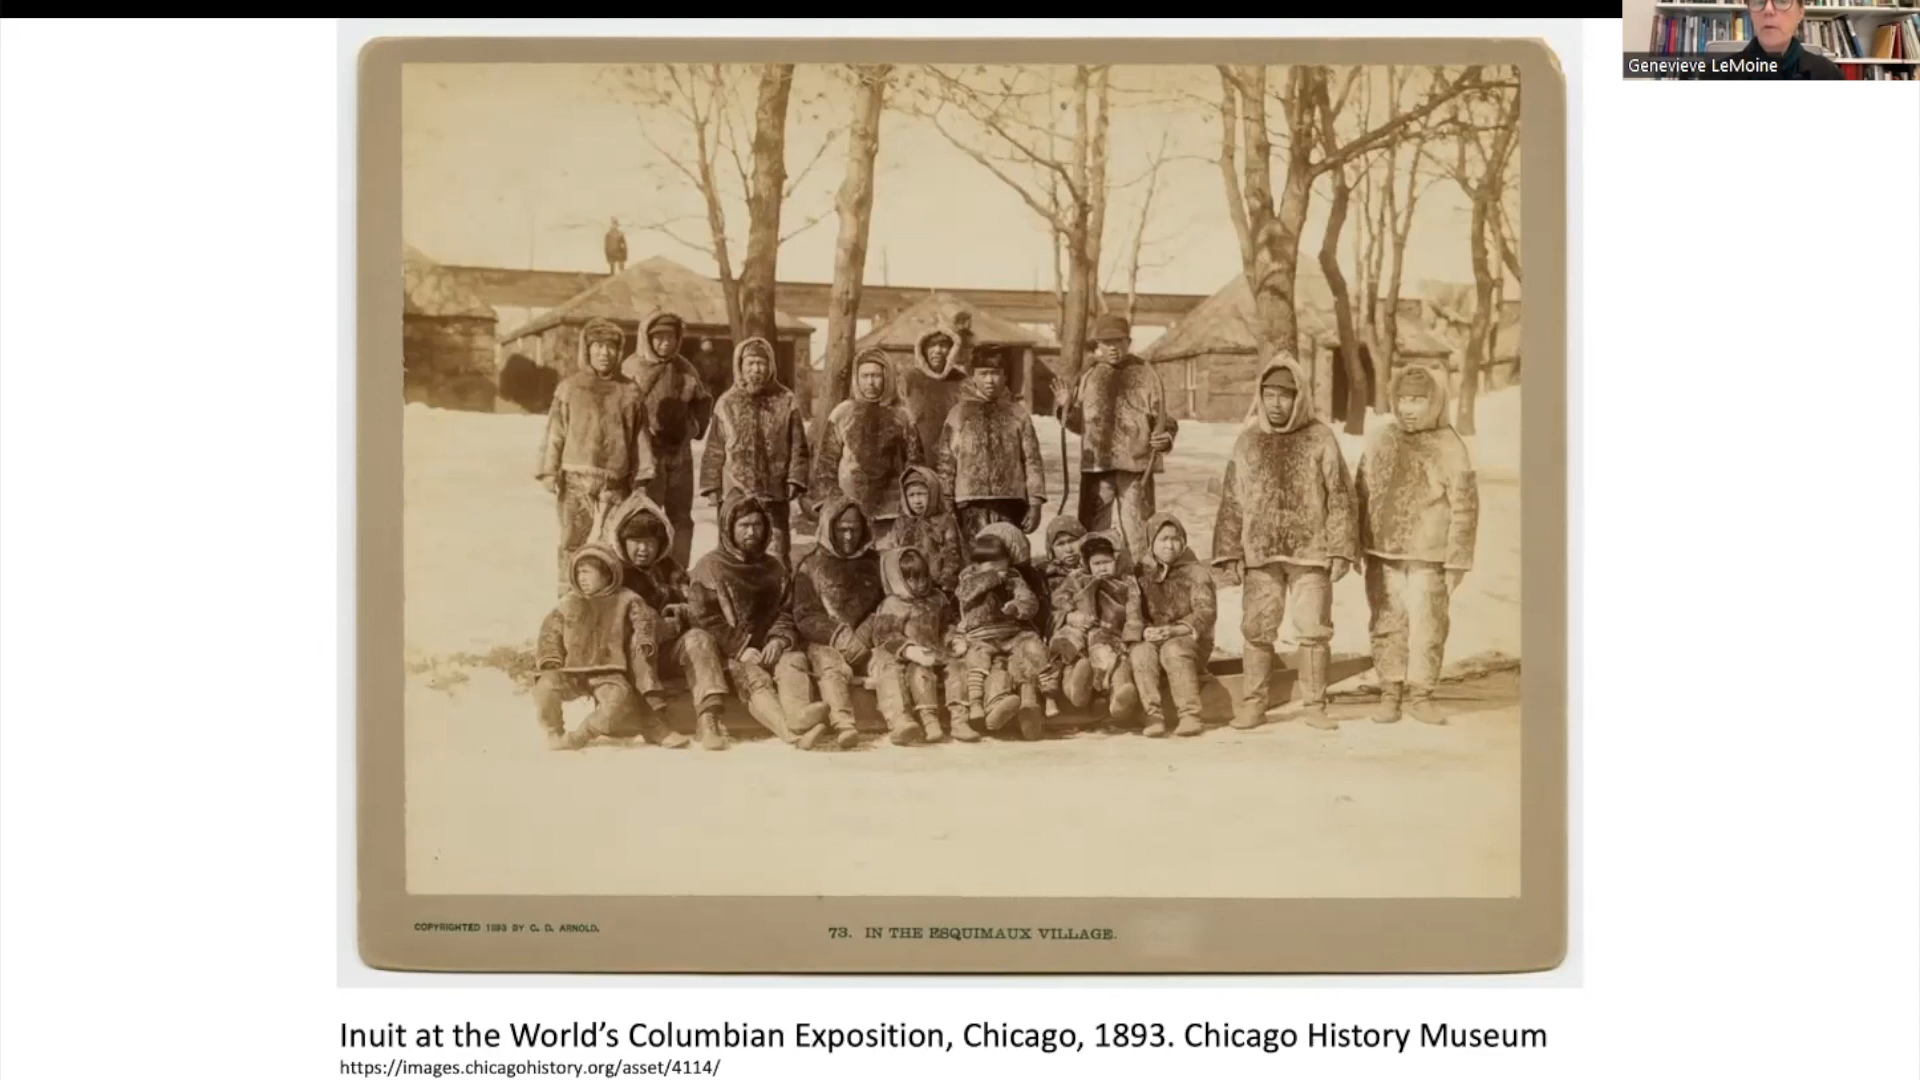 Genevieve LeMoine
COPYRIGHTED 1893 BY C. D. ARNOLD.
73. IN THE ESQUIMAUX VILLAGE.
Inuit at the World’s Columbian Exposition, Chicago, 1893. Chicago History Museum
https://images.chicagohistory.org/asset/4114/